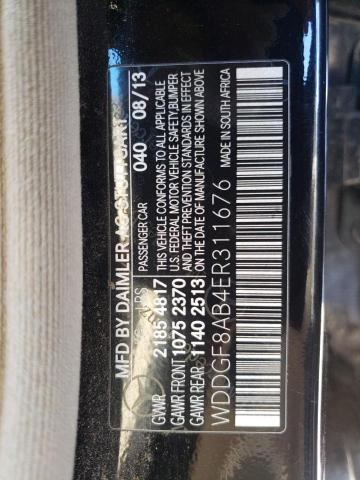 MFD BY DAIMLER AG STUTTGART
LBS PASSENGER CAR 040 08/13
GVWR 2185 4817
GAWR FRONT 1075 2370
GAWR REAR 1140 2513
THIS VEHICLE CONFORMS TO ALL APPLICABLE
U.S. FEDERAL MOTOR VEHICLE SAFETY, BUMPER
AND THEFT PREVENTION STANDARDS IN EFFECT
ON DATE OF MANUFACTURE SHOWN ABOVE
WDDGF8AB4ER311676 MADE IN SOUTH AFRICA